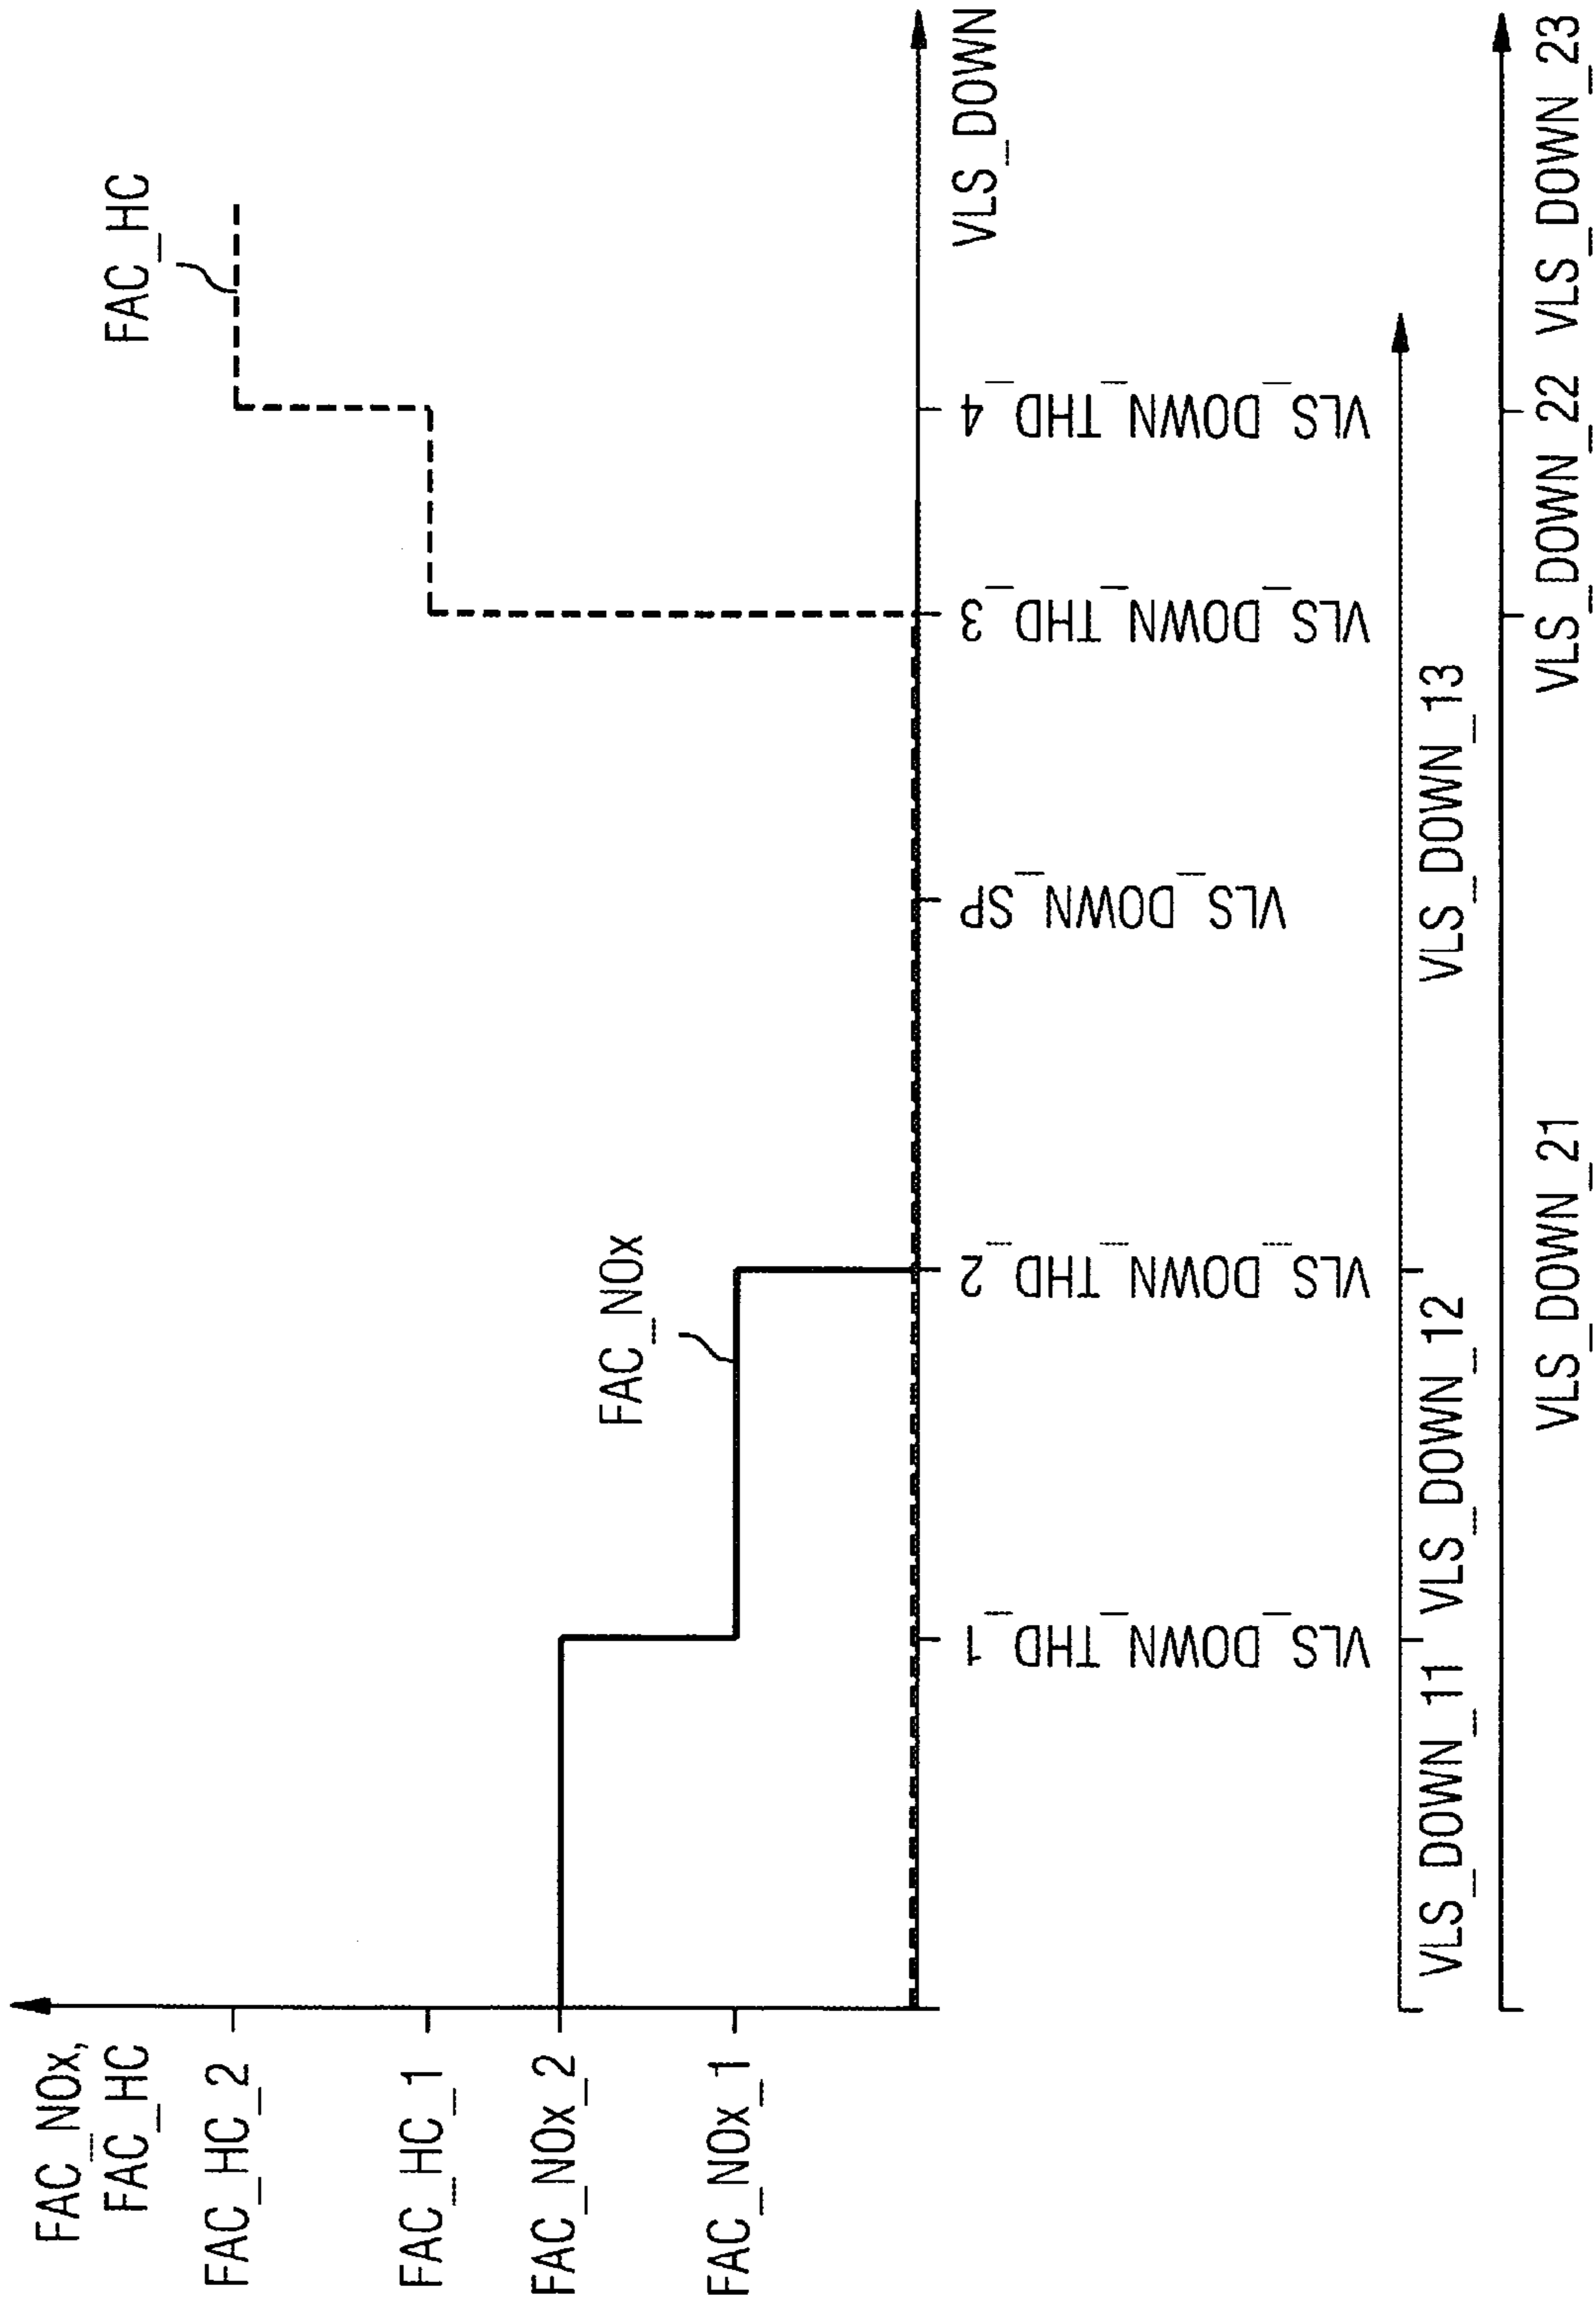 FAC_NOx,
FAC_HC
FAC_HC_2
FAC_HC_1
FAC_NOx_2
FAC_NOx_1
FAC_NOx
FAC_HC
VLS_DOWN
VLS_DOWN_THD_1
VLS_DOWN_THD_2
VLS_DOWN_SP
VLS_DOWN_THD_3
VLS_DOWN_THD_4
VLS_DOWN_11 VLS_DOWN_12 VLS_DOWN_13
VLS_DOWN_21 VLS_DOWN_22 VLS_DOWN_23